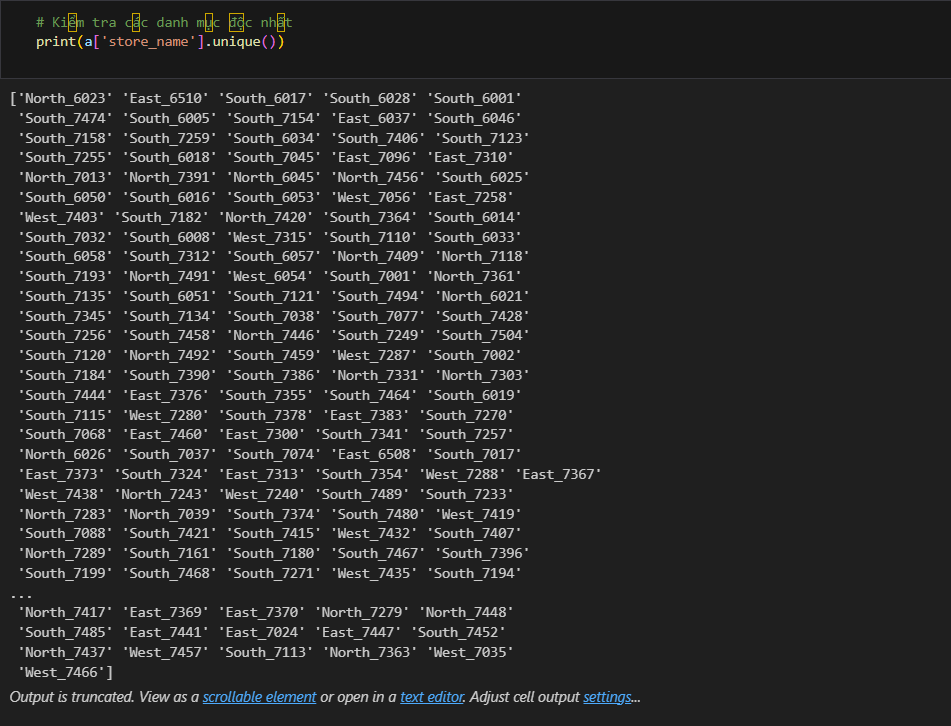 # Kiểm tra các danh mục độc nhất
print(a['store_name'].unique())
['North_6023' 'East_6510' 'South_6017' 'South_6028' 'South_6001'
'South_7474' 'South_6005' 'South_7154' 'East_6037' 'South_6046'
'South_7158' 'South_7259' 'South_6034' 'South_7406' 'South_7123'
'South_7255' 'South_6018' 'South_7045' 'East_7096' 'East_7310'
'North_7013' 'North_7391' 'North_6045' 'North_7456' 'South_6025'
'South_6050' 'South_6016' 'South_6053' 'West_7056' 'East_7258'
'West_7403' 'South_7182' 'North_7420' 'South_7364' 'South_6014'
'South_7032' 'South_6008' 'West_7315' 'South_7110' 'South_6033'
'South_6058' 'South_7312' 'South_6057' 'North_7409' 'North_7118'
'South_7193' 'North_7491' 'West_6054' 'South_7001' 'North_7361'
'South_7135' 'South_6051' 'South_7121' 'South_7494' 'North_6021'
'South_7345' 'South_7134' 'South_7038' 'South_7077' 'South_7428'
'South_7256' 'South_7458' 'North_7446' 'South_7249' 'South_7504'
'South_7120' 'North_7492' 'South_7459' 'West_7287' 'South_7002'
'South_7184' 'South_7390' 'South_7386' 'North_7331' 'North_7303'
'South_7444' 'East_7376' 'South_7355' 'South_7464' 'South_6019'
'South_7115' 'West_7280' 'South_7378' 'East_7383' 'South_7270'
'South_7068' 'East_7460' 'East_7300' 'South_7341' 'South_7257'
'North_6026' 'South_7037' 'South_7074' 'East_6508' 'South_7017'
'East_7373' 'South_7324' 'East_7313' 'South_7354' 'West_7288' 'East_7367'
'West_7438' 'North_7243' 'West_7240' 'South_7489' 'South_7233'
'North_7283' 'North_7039' 'South_7374' 'South_7480' 'West_7419'
'South_7088' 'South_7421' 'South_7415' 'West_7432' 'South_7407'
'North_7289' 'South_7161' 'South_7180' 'South_7467' 'South_7396'
'South_7199' 'South_7468' 'South_7271' 'West_7435' 'South_7194'
...
'North_7417' 'East_7369' 'East_7370' 'North_7279' 'North_7448'
'South_7485' 'East_7441' 'East_7024' 'East_7447' 'South_7452'
'North_7437' 'West_7457' 'South_7113' 'North_7363' 'West_7035'
'West_7466']
Output is truncated. View as a scrollable element or open in a text editor. Adjust cell output settings...